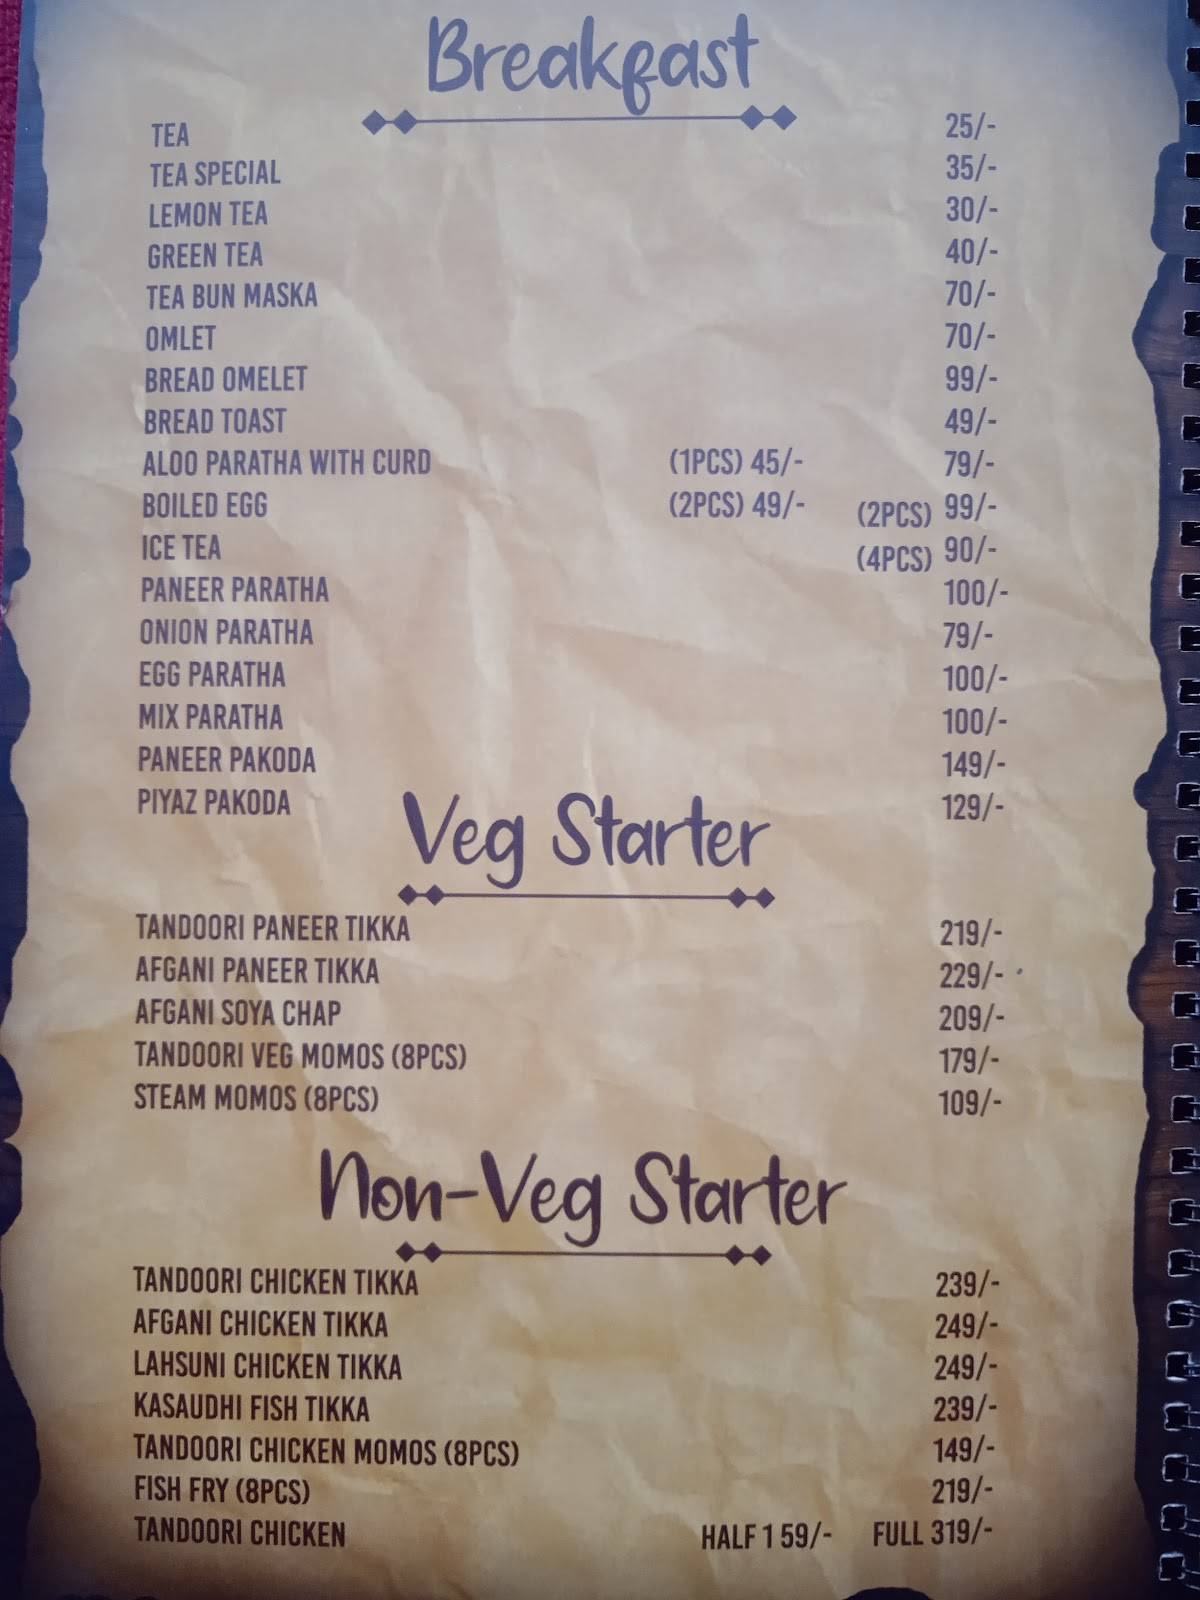 Breakfast
TEA 25/-
TEA SPECIAL 35/-
LEMON TEA 30/-
GREEN TEA 40/-
TEA BUN MASKA 70/-
OMLET 70/-
BREAD OMELET 99/-
BREAD TOAST 49/-
ALOO PARATHA WITH CURD (1PCS) 45/- 79/-
BOILED EGG (2PCS) 49/- (2PCS) 99/-
ICE TEA (4PCS) 90/-
PANEER PARATHA 100/-
ONION PARATHA 79/-
EGG PARATHA 100/-
MIX PARATHA 100/-
PANEER PAKODA 149/-
PIYAZ PAKODA 129/-
Veg Starter
TANDOORI PANEER TIKKA 219/-
AFGANI PANEER TIKKA 229/-
AFGANI SOYA CHAP 209/-
TANDOORI VEG MOMOS (8PCS) 179/-
STEAM MOMOS (8PCS) 109/-
Non-Veg Starter
TANDOORI CHICKEN TIKKA 239/-
AFGANI CHICKEN TIKKA 249/-
LAHSUNI CHICKEN TIKKA 249/-
KASAUDHI FISH TIKKA 239/-
TANDOORI CHICKEN MOMOS (8PCS) 149/-
FISH FRY (8PCS) 219/-
TANDOORI CHICKEN HALF 1 59/- FULL 319/-